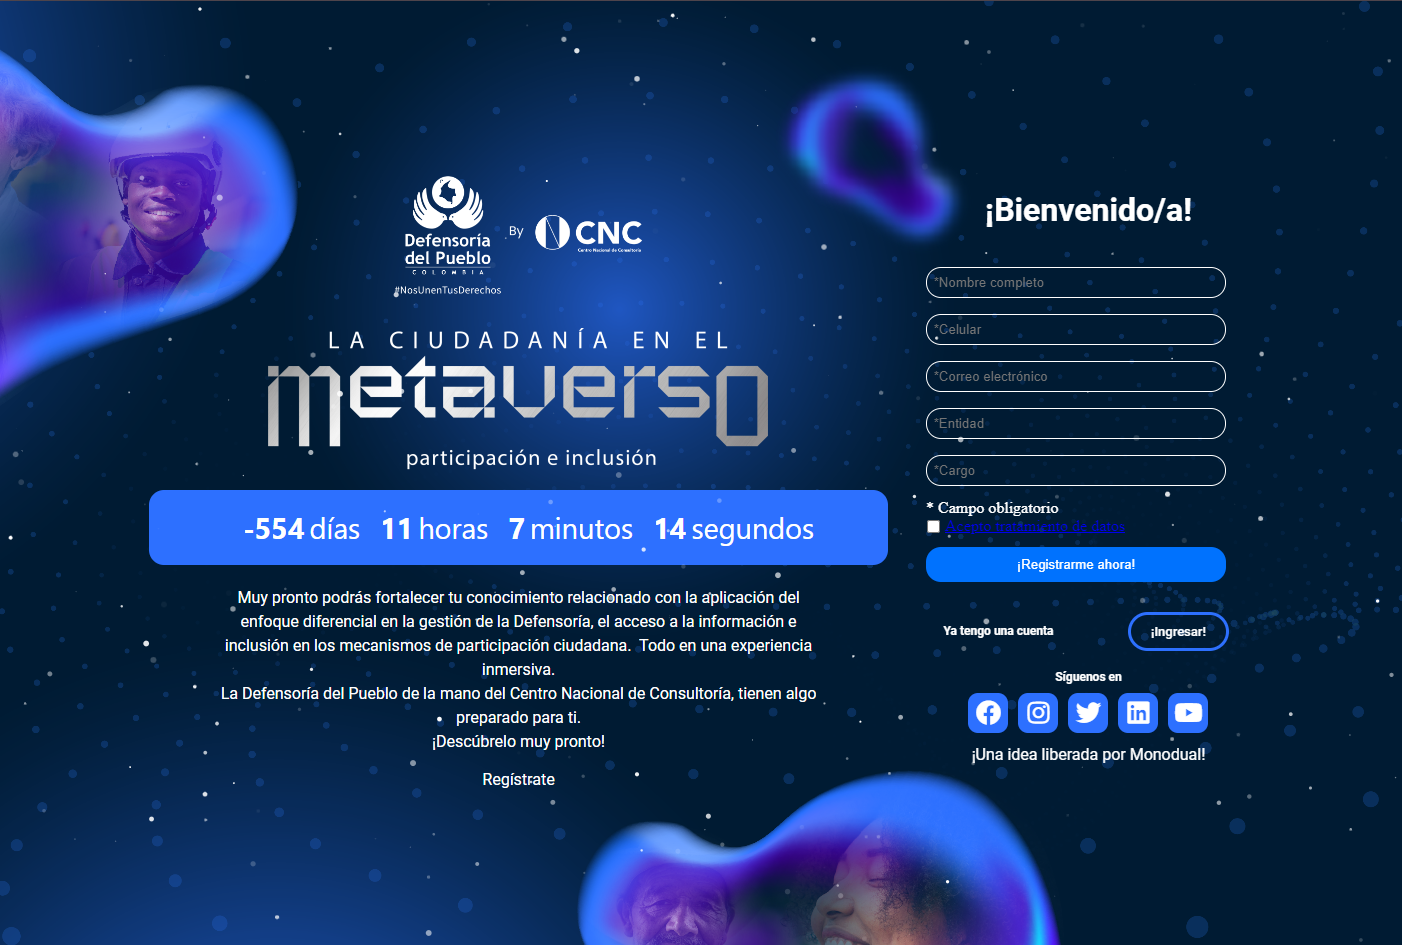 Defensoría
del Pueblo
COLOMBIA
#NosUnenTusDerechos
By
CNC
Centro Nacional de Consultoría
LA CIUDADANÍA EN EL
metaverso
participación e inclusión
-554 días 11 horas 7 minutos 14 segundos
Muy pronto podrás fortalecer tu conocimiento relacionado con la aplicación del
enfoque diferencial en la gestión de la Defensoría, el acceso a la información e
inclusión en los mecanismos de participación ciudadana. Todo en una experiencia
inmersiva.
La Defensoría del Pueblo de la mano del Centro Nacional de Consultoría, tienen algo
preparado para ti.
¡Descúbrelo muy pronto!
Regístrate
¡Bienvenido/a!
*Nombre completo
*Celular
*Correo electrónico
*Entidad
*Cargo
* Campo obligatorio
Acepto tratamiento de datos
¡Registrarme ahora!
Ya tengo una cuenta
¡Ingresar!
Síguenos en
in
¡Una idea liberada por Monodual!